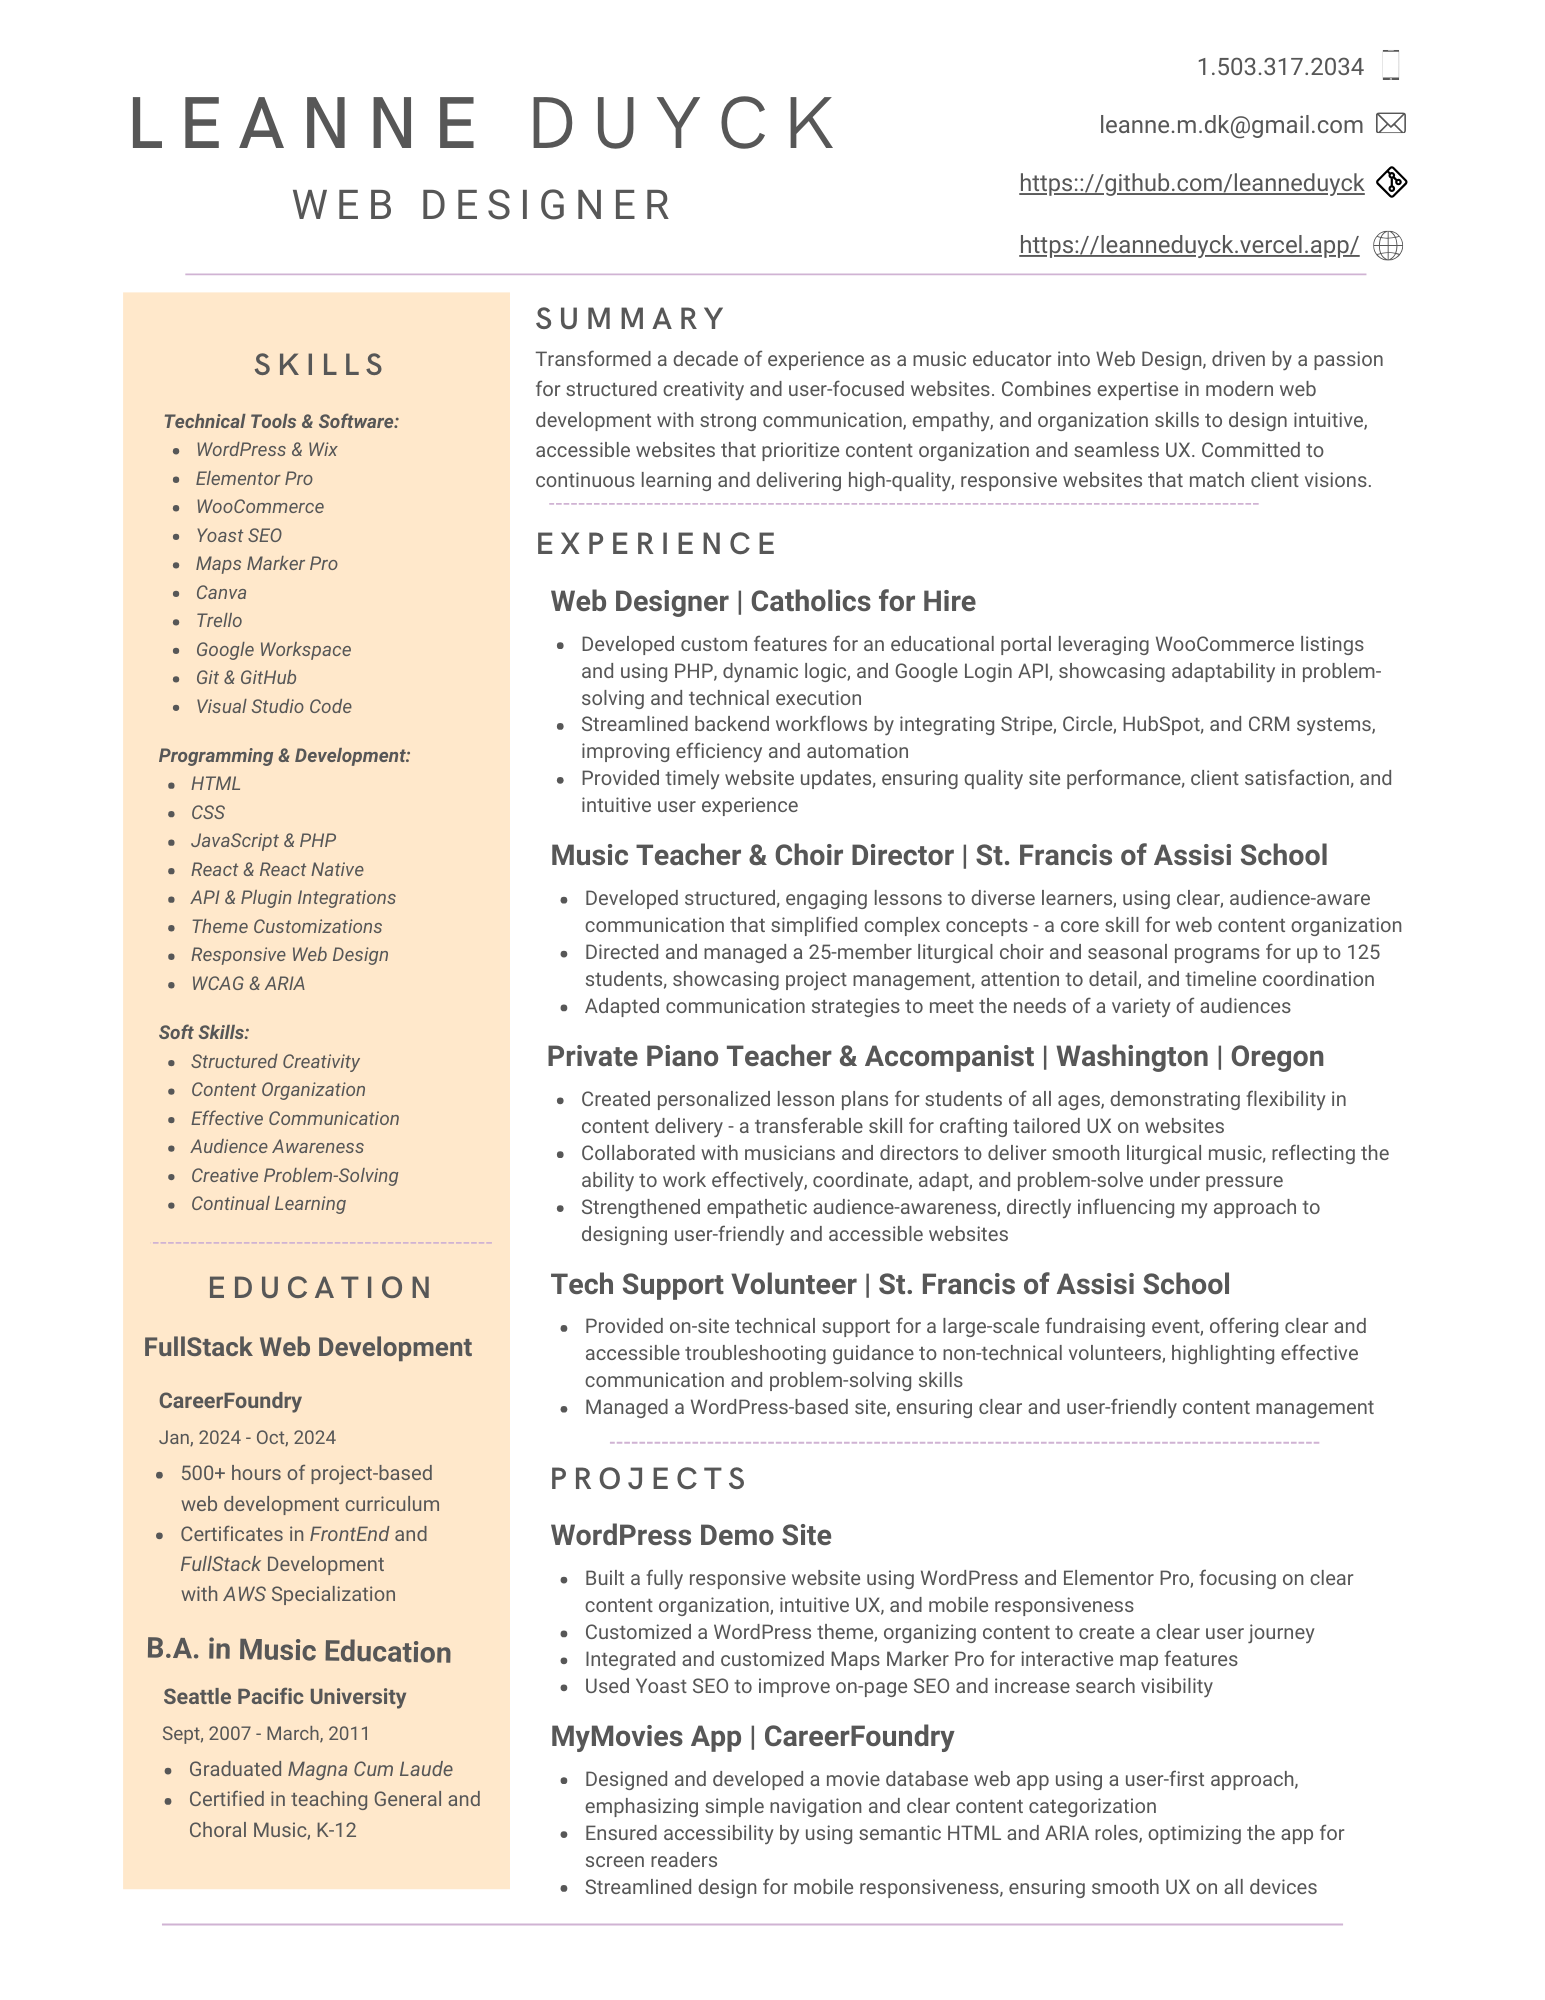 LEANNE DUYCK
WEB DESIGNER
1.503.317.2034
leanne.m.dk@gmail.com
https:://github.com/leanneduyck
https://leanneduyck.vercel.app/
SKILLS
Technical Tools & Software:
• WordPress & Wix
• Elementor Pro
• WooCommerce
• Yoast SEO
• Maps Marker Pro
• Canva
• Trello
• Google Workspace
• Git & GitHub
• Visual Studio Code
Programming & Development:
• HTML
• CSS
• JavaScript & PHP
• React & React Native
• API & Plugin Integrations
• Theme Customizations
• Responsive Web Design
• WCAG & ARIA
Soft Skills:
• Structured Creativity
• Content Organization
• Effective Communication
• Audience Awareness
• Creative Problem-Solving
• Continual Learning
EDUCATION
FullStack Web Development
CareerFoundry
Jan, 2024 - Oct, 2024
• 500+ hours of project-based
web development curriculum
• Certificates in FrontEnd and
FullStack Development
with AWS Specialization
B.A. in Music Education
Seattle Pacific University
Sept, 2007 - March, 2011
• Graduated Magna Cum Laude
• Certified in teaching General and
Choral Music, K-12
SUMMARY
Transformed a decade of experience as a music educator into Web Design, driven by a passion
for structured creativity and user-focused websites. Combines expertise in modern web
development with strong communication, empathy, and organization skills to design intuitive,
accessible websites that prioritize content organization and seamless UX. Committed to
continuous learning and delivering high-quality, responsive websites that match client visions.
EXPERIENCE
Web Designer | Catholics for Hire
• Developed custom features for an educational portal leveraging WooCommerce listings
and using PHP, dynamic logic, and Google Login API, showcasing adaptability in problem-
solving and technical execution
• Streamlined backend workflows by integrating Stripe, Circle, HubSpot, and CRM systems,
improving efficiency and automation
• Provided timely website updates, ensuring quality site performance, client satisfaction, and
intuitive user experience
Music Teacher & Choir Director | St. Francis of Assisi School
• Developed structured, engaging lessons to diverse learners, using clear, audience-aware
communication that simplified complex concepts - a core skill for web content organization
• Directed and managed a 25-member liturgical choir and seasonal programs for up to 125
students, showcasing project management, attention to detail, and timeline coordination
• Adapted communication strategies to meet the needs of a variety of audiences
Private Piano Teacher & Accompanist | Washington | Oregon
• Created personalized lesson plans for students of all ages, demonstrating flexibility in
content delivery - a transferable skill for crafting tailored UX on websites
• Collaborated with musicians and directors to deliver smooth liturgical music, reflecting the
ability to work effectively, coordinate, adapt, and problem-solve under pressure
• Strengthened empathetic audience-awareness, directly influencing my approach to
designing user-friendly and accessible websites
Tech Support Volunteer | St. Francis of Assisi School
• Provided on-site technical support for a large-scale fundraising event, offering clear and
accessible troubleshooting guidance to non-technical volunteers, highlighting effective
communication and problem-solving skills
• Managed a WordPress-based site, ensuring clear and user-friendly content management
PROJECTS
WordPress Demo Site
• Built a fully responsive website using WordPress and Elementor Pro, focusing on clear
content organization, intuitive UX, and mobile responsiveness
• Customized a WordPress theme, organizing content to create a clear user journey
• Integrated and customized Maps Marker Pro for interactive map features
• Used Yoast SEO to improve on-page SEO and increase search visibility
MyMovies App | CareerFoundry
• Designed and developed a movie database web app using a user-first approach,
emphasizing simple navigation and clear content categorization
• Ensured accessibility by using semantic HTML and ARIA roles, optimizing the app for
screen readers
• Streamlined design for mobile responsiveness, ensuring smooth UX on all devices